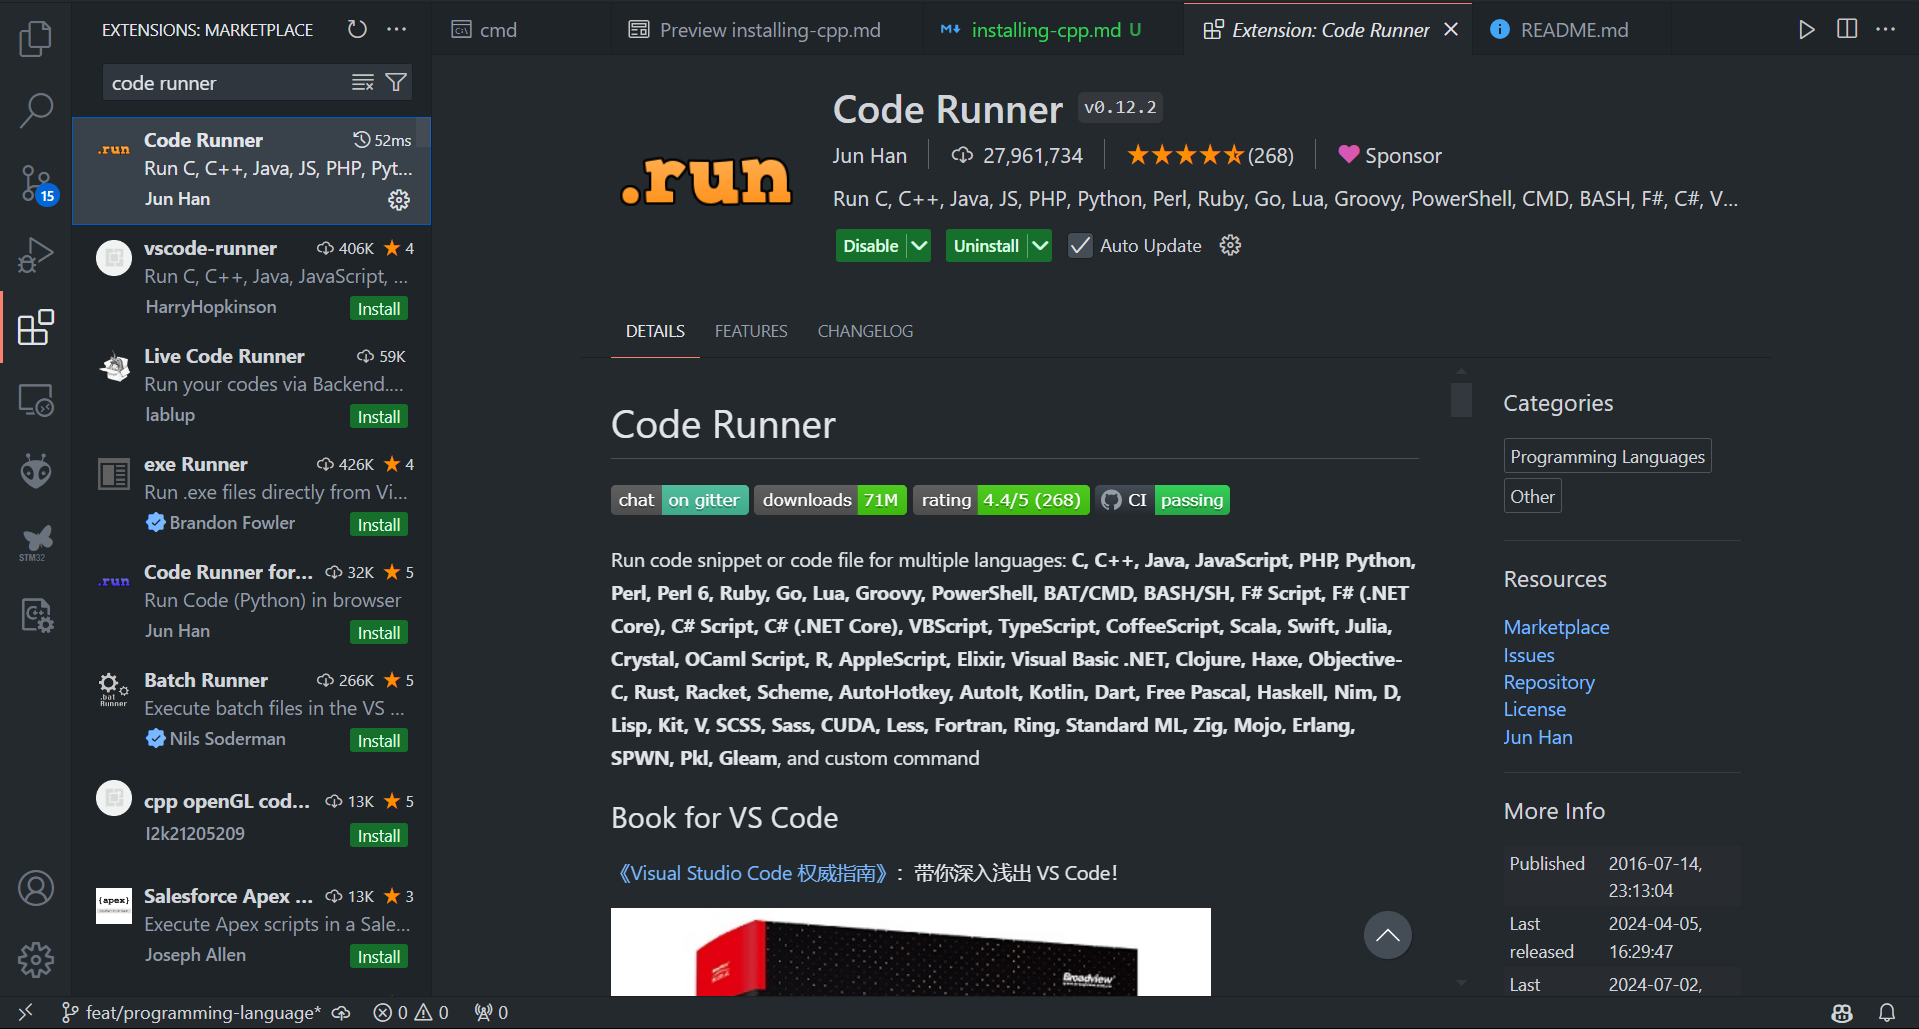 EXTENSIONS: MARKETPLACE
code runner
.run
Code Runner
52ms
Run C, C++, Java, JS, PHP, Pyt...
Jun Han
vscode-runner
406K
4
Run C, C++, Java, JavaScript, ...
HarryHopkinson
Install
Live Code Runner
59K
Run your codes via Backend....
lablup
Install
exe Runner
426K
4
Run .exe files directly from Vi...
Brandon Fowler
Install
.run
Code Runner for...
32K
5
Run Code (Python) in browser
Jun Han
Install
.bat
Runner
Batch Runner
266K
5
Execute batch files in the VS ...
Nils Soderman
Install
cpp openGL cod...
13K
5
l2k21205209
Install
{apex}
Salesforce Apex ...
13K
3
Execute Apex scripts in a Sale...
Joseph Allen
Install
15
STM32
cmd
Preview installing-cpp.md
installing-cpp.md U
Extension: Code Runner
README.md
.run
Code Runner
v0.12.2
Jun Han
27,961,734
(268)
Sponsor
Run C, C++, Java, JS, PHP, Python, Perl, Ruby, Go, Lua, Groovy, PowerShell, CMD, BASH, F#, C#, V...
Disable
Uninstall
Auto Update
DETAILS
FEATURES
CHANGELOG
Code Runner
chat on gitter
downloads 71M
rating 4.4/5 (268)
CI passing
Run code snippet or code file for multiple languages: C, C++, Java, JavaScript, PHP, Python,
Perl, Perl 6, Ruby, Go, Lua, Groovy, PowerShell, BAT/CMD, BASH/SH, F# Script, F# (.NET
Core), C# Script, C# (.NET Core), VBScript, TypeScript, CoffeeScript, Scala, Swift, Julia,
Crystal, OCaml Script, R, AppleScript, Elixir, Visual Basic .NET, Clojure, Haxe, Objective-
C, Rust, Racket, Scheme, AutoHotkey, AutoIt, Kotlin, Dart, Free Pascal, Haskell, Nim, D,
Lisp, Kit, V, SCSS, Sass, CUDA, Less, Fortran, Ring, Standard ML, Zig, Mojo, Erlang,
SPWN, Pkl, Gleam, and custom command
Book for VS Code
《Visual Studio Code 权威指南》：带你深入浅出 VS Code！
Broadview
Categories
Programming Languages
Other
Resources
Marketplace
Issues
Repository
License
Jun Han
More Info
Published
2016-07-14,
23:13:04
Last
released
2024-04-05,
16:29:47
Last
2024-07-02,
feat/programming-language*
0
0
0